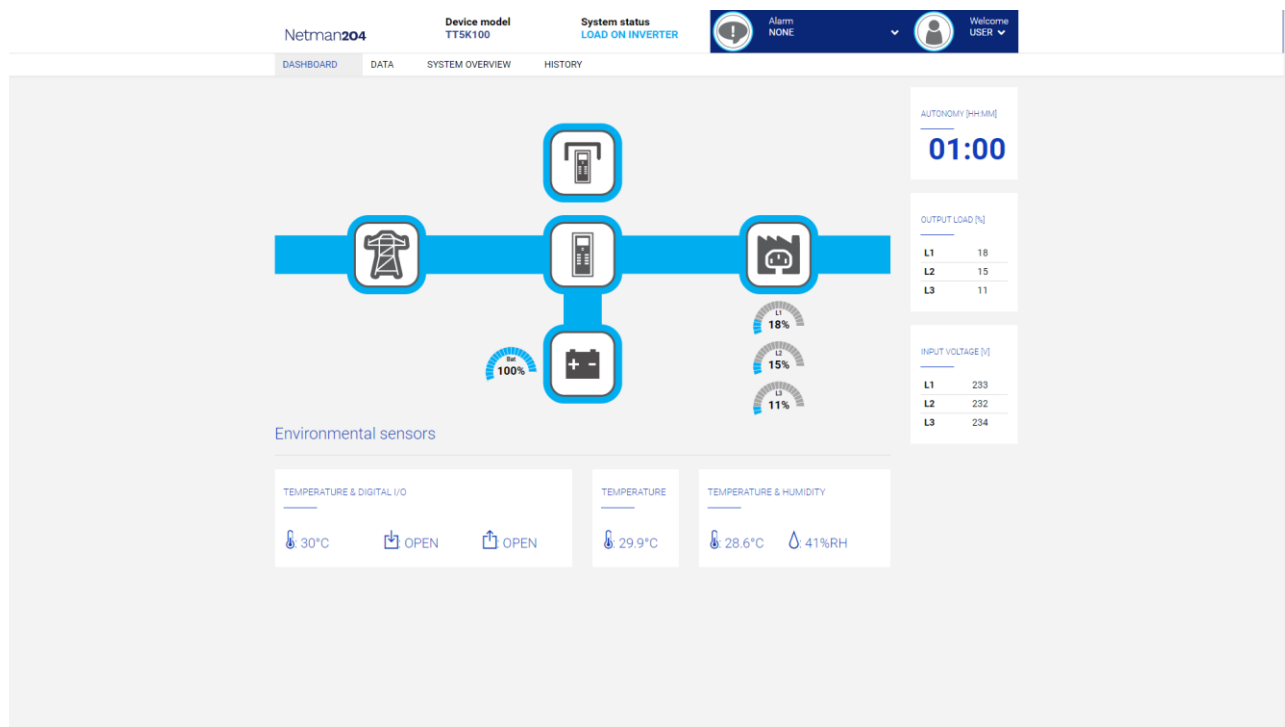 Netman204
Device model
TT5K100
System status
LOAD ON INVERTER
Alarm
NONE
Welcome
USER
DASHBOARD DATA SYSTEM OVERVIEW HISTORY
AUTONOMY [HH:MM]
01:00
OUTPUT LOAD [%]
L1 18
L2 15
L3 11
INPUT VOLTAGE [V]
L1 233
L2 232
L3 234
L1
18%
L2
15%
L3
11%
Bat
100%
Environmental sensors
TEMPERATURE & DIGITAL I/O
: 30°C : OPEN : OPEN
TEMPERATURE
: 29.9°C
TEMPERATURE & HUMIDITY
: 28.6°C : 41%RH